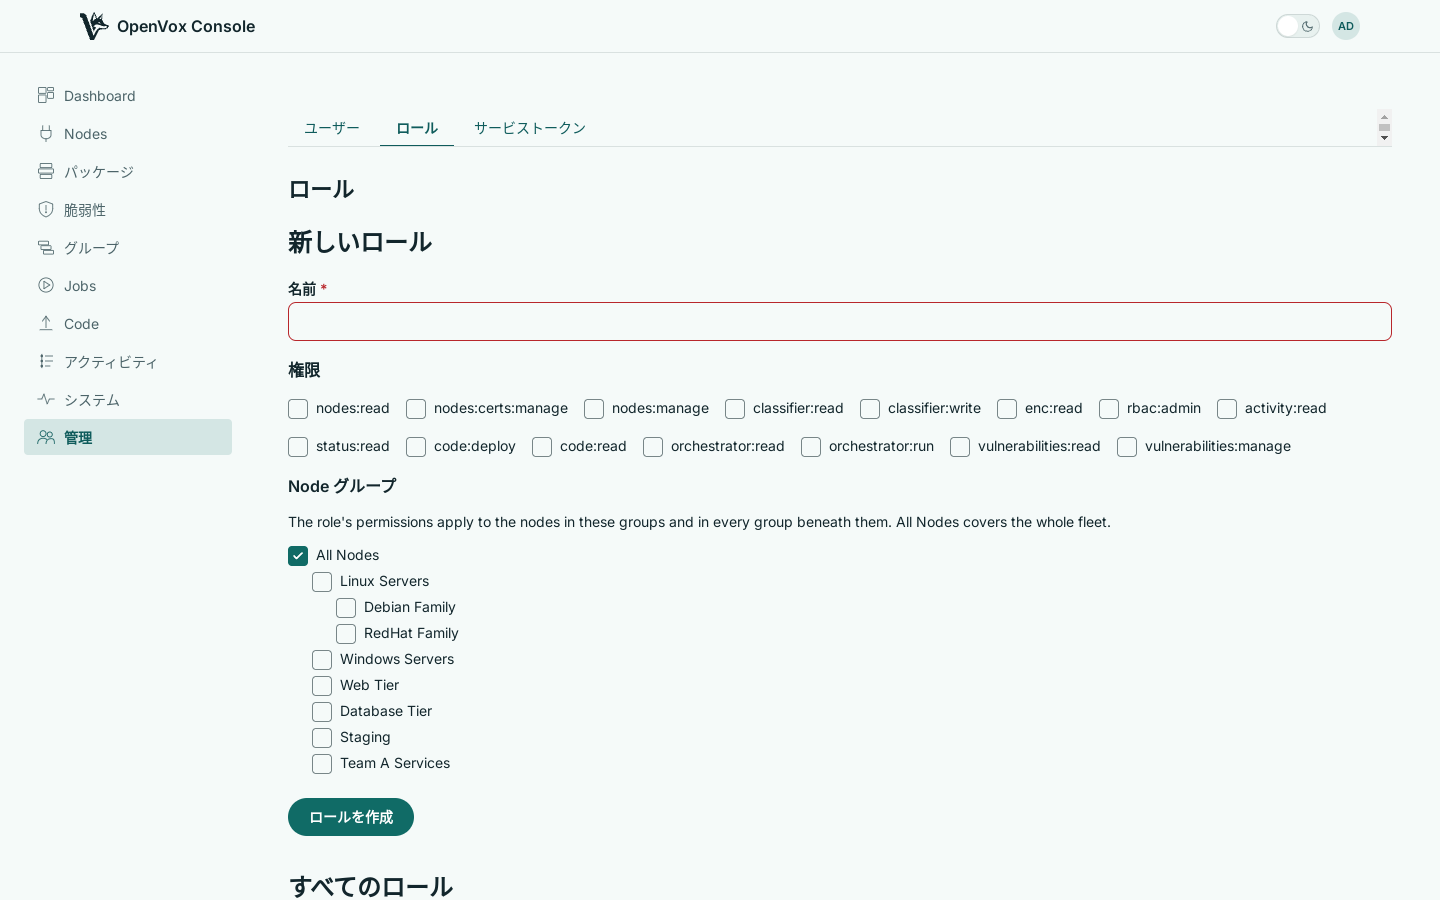 OpenVox Console
AD
Dashboard
Nodes
パッケージ
脆弱性
グループ
Jobs
Code
アクティビティ
システム
管理
ユーザー ロール サービストークン
ロール
新しいロール
名前 *
権限
nodes:read nodes:certs:manage nodes:manage classifier:read classifier:write enc:read rbac:admin activity:read
status:read code:deploy code:read orchestrator:read orchestrator:run vulnerabilities:read vulnerabilities:manage
Node グループ
The role's permissions apply to the nodes in these groups and in every group beneath them. All Nodes covers the whole fleet.
All Nodes
Linux Servers
Debian Family
RedHat Family
Windows Servers
Web Tier
Database Tier
Staging
Team A Services
ロールを作成
すべてのロール